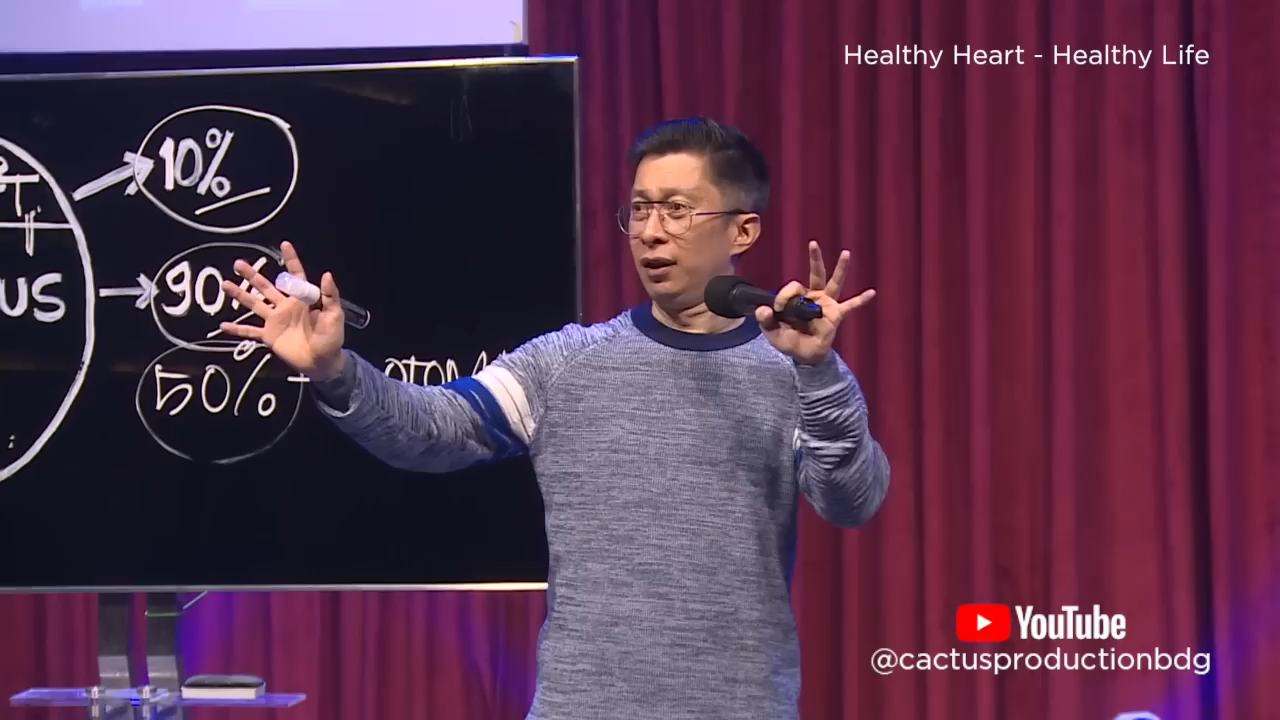 Healthy Heart - Healthy Life
10%
90%
US
50%
YouTube
@cactusproductionbdg